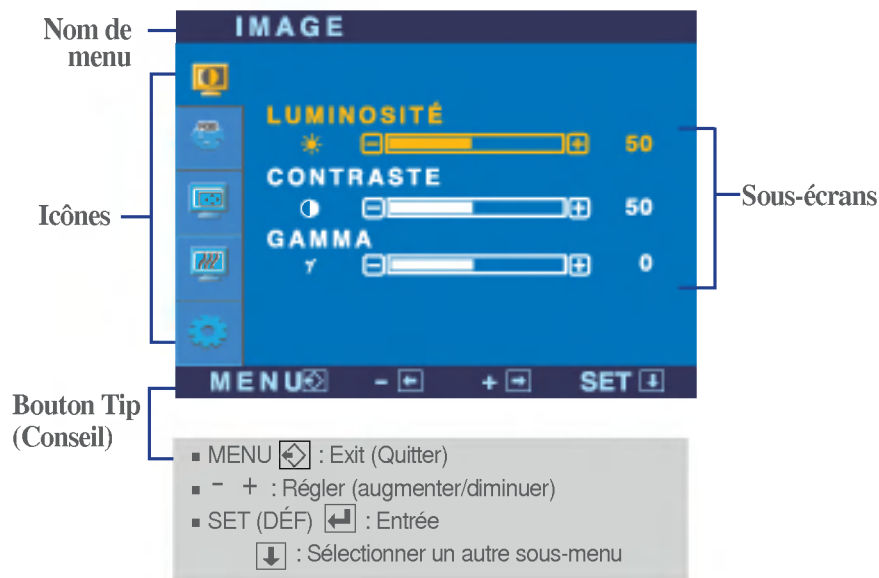 Nom de
menu
IMAGE
LUMINOSITÉ
50
CONTRASTE
50
GAMMA
γ
0
Icônes
Sous-écrans
MENU - + SET
Bouton Tip
(Conseil)
■ MENU : Exit (Quitter)
■ - + : Régler (augmenter/diminuer)
■ SET (DÉF) : Entrée
: Sélectionner un autre sous-menu